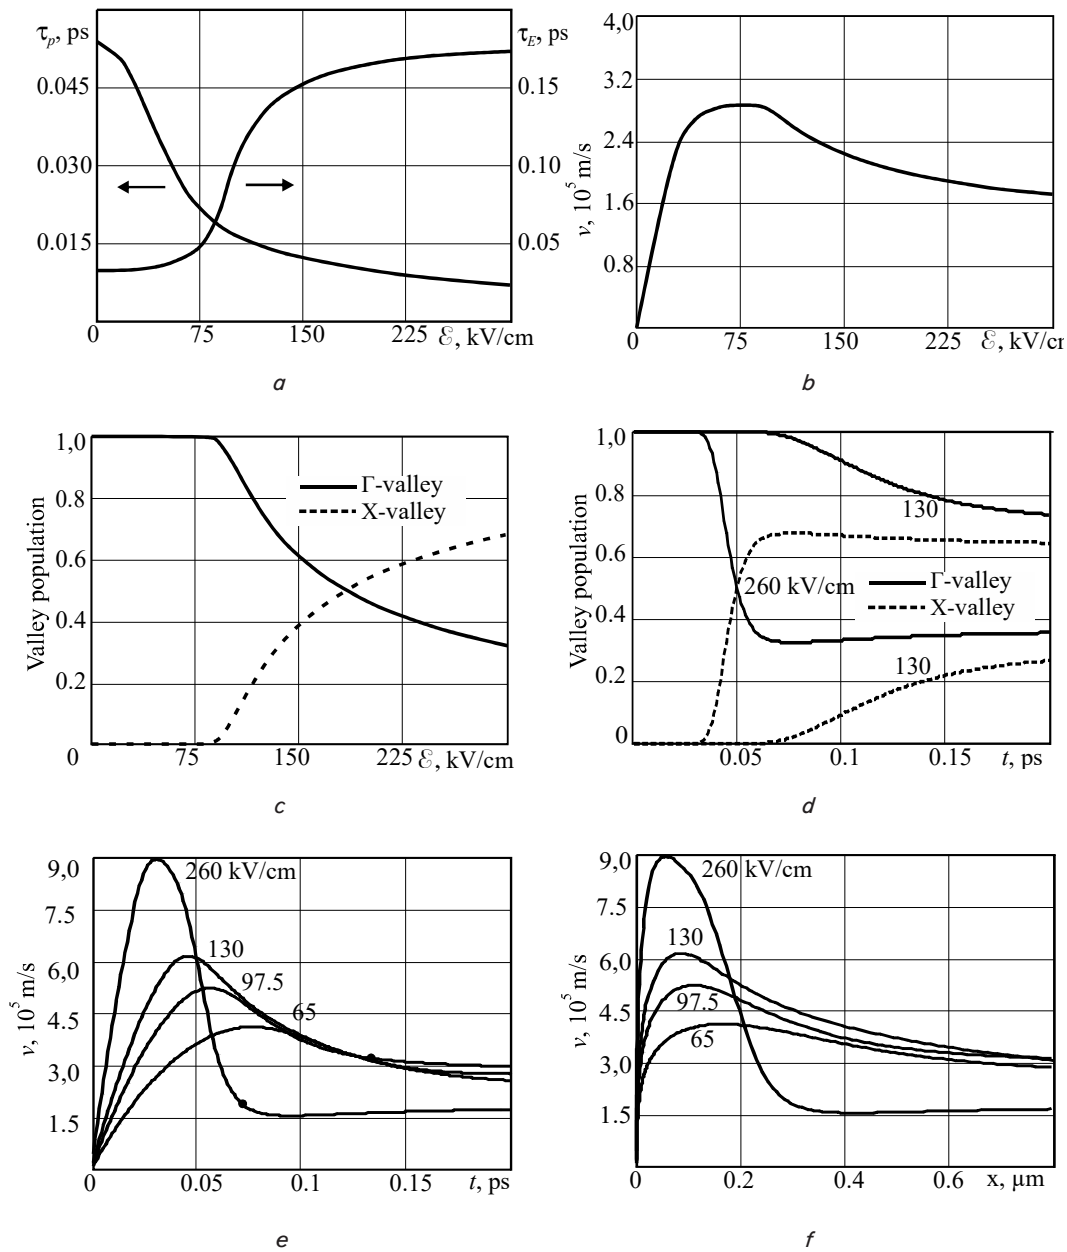 τp, ps
τE, ps
0.045
0.15
0.030
0.10
0.015
0.05
0
75
150
225
ℰ, kV/cm
a
4,0
3.2
2.4
1.6
0.8
v, 10^5 m/s
0
75
150
225
ℰ, kV/cm
b
1,0
0.8
0.6
0.4
0.2
0
Valley population
Γ-valley
X-valley
75
150
225
ℰ, kV/cm
c
1,0
0.8
0.6
0.4
0.2
0
Valley population
130
260 kV/cm
Γ-valley
X-valley
130
0.05
0.1
0.15
t, ps
d
9,0
7.5
6,0
4.5
3,0
1.5
v, 10^5 m/s
260 kV/cm
130
97.5
65
0
0.05
0.1
0.15
t, ps
e
9,0
7.5
6.0
4.5
3.0
1.5
v, 10^5 m/s
260 kV/cm
130
97.5
65
0
0.2
0.4
0.6
x, μm
f